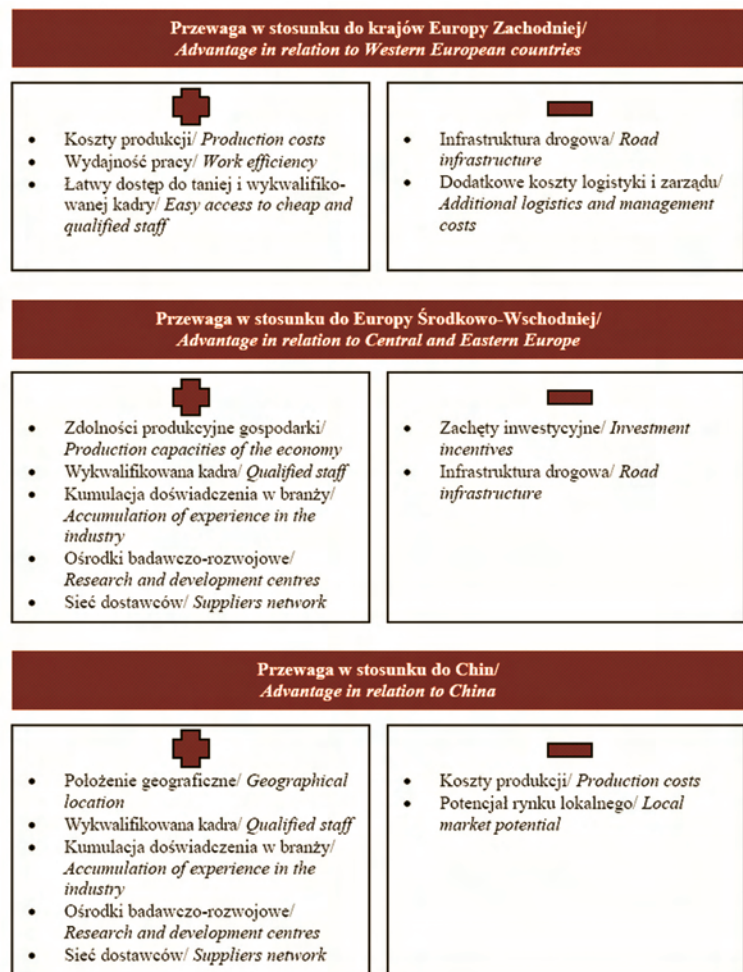 Przewaga w stosunku do krajów Europy Zachodniej/
Advantage in relation to Western European countries
• Koszty produkcji/ Production costs
• Wydajność pracy/ Work efficiency
• Łatwy dostęp do taniej i wykwalifiko-
wanej kadry/ Easy access to cheap and
qualified staff
• Infrastruktura drogowa/ Road
infrastructure
• Dodatkowe koszty logistyki i zarządu/
Additional logistics and management
costs
Przewaga w stosunku do Europy Środkowo-Wschodniej/
Advantage in relation to Central and Eastern Europe
• Zdolności produkcyjne gospodarki/
Production capacities of the economy
• Wykwalifikowana kadra/ Qualified staff
• Kumulacja doświadczenia w branży/
Accumulation of experience in the
industry
• Ośrodki badawczo-rozwojowe/
Research and development centres
• Sieć dostawców/ Suppliers network
• Zachęty inwestycyjne/ Investment
incentives
• Infrastruktura drogowa/ Road
infrastructure
Przewaga w stosunku do Chin/
Advantage in relation to China
• Położenie geograficzne/ Geographical
location
• Wykwalifikowana kadra/ Qualified staff
• Kumulacja doświadczenia w branży/
Accumulation of experience in the
industry
• Ośrodki badawczo-rozwojowe/
Research and development centres
• Sieć dostawców/ Suppliers network
• Koszty produkcji/ Production costs
• Potencjał rynku lokalnego/ Local
market potential